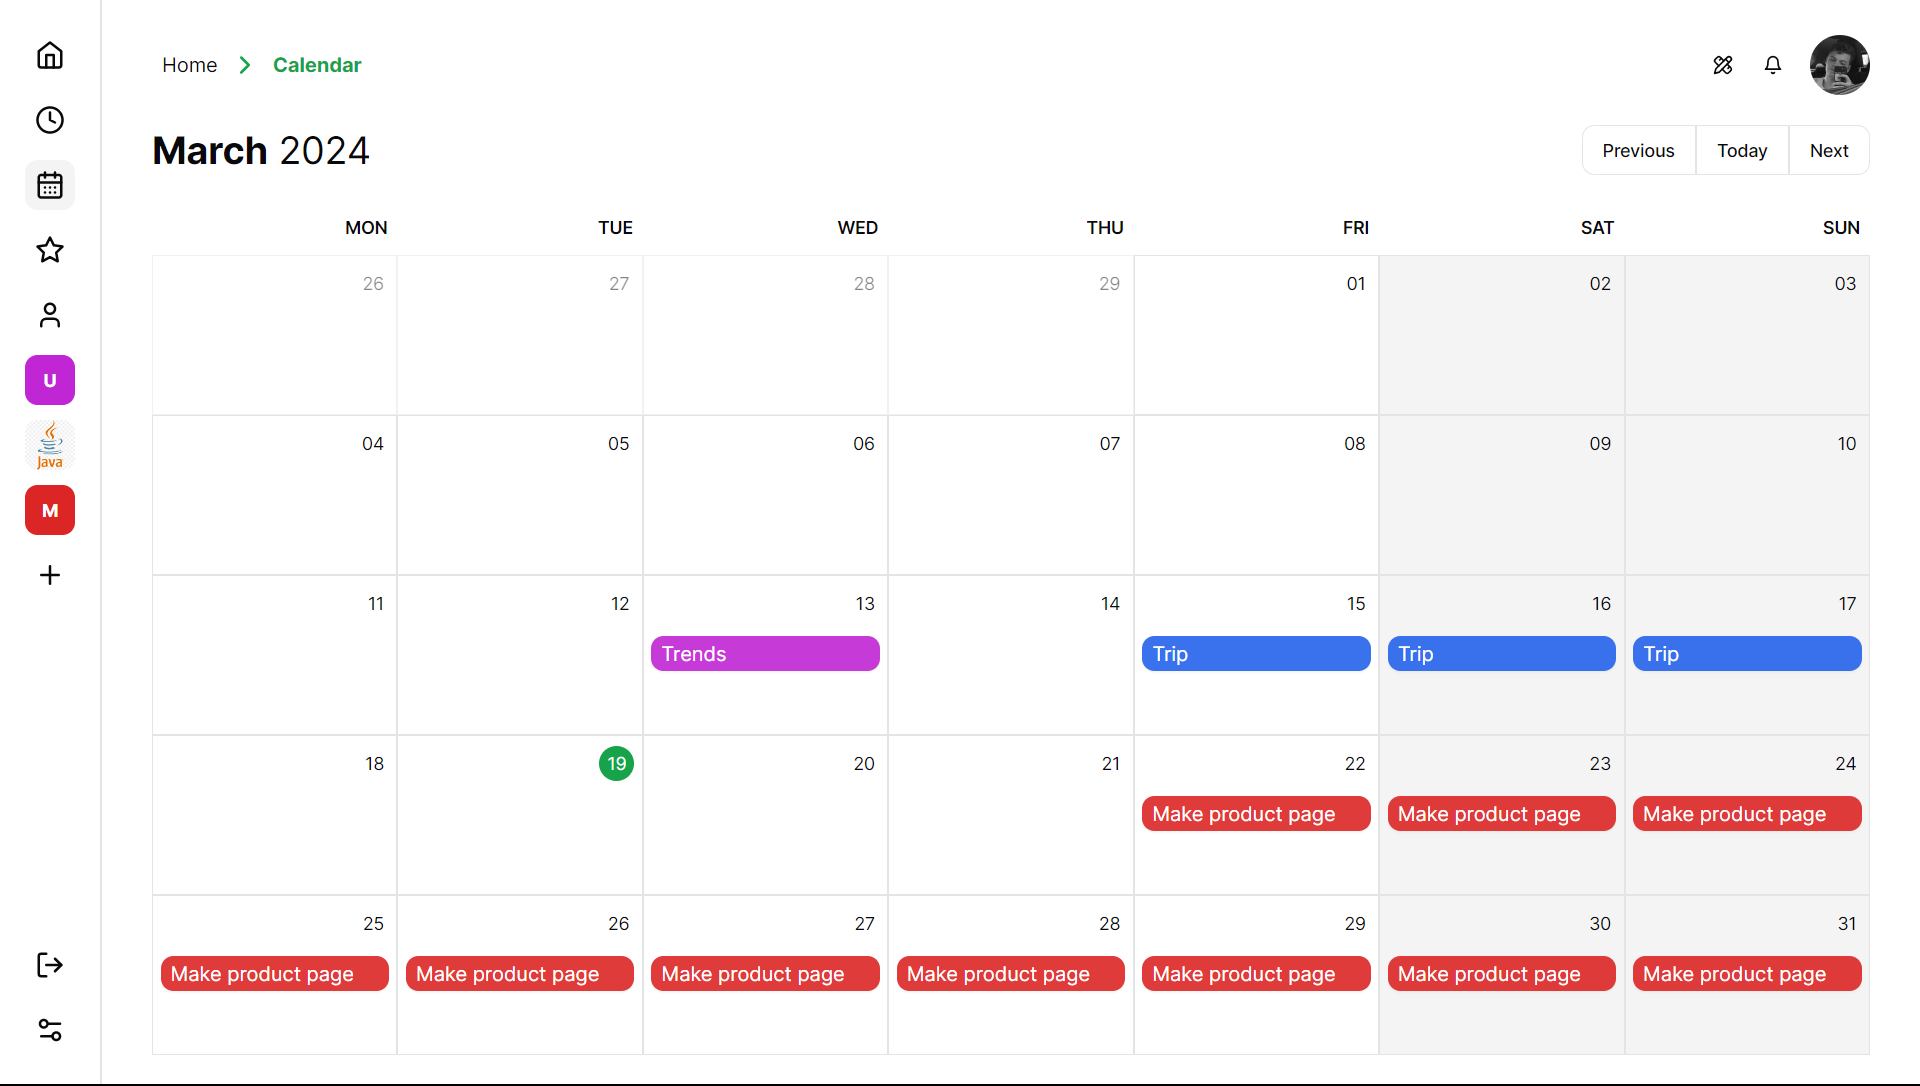 Home Calendar
March 2024
Previous Today Next
MON TUE WED THU FRI SAT SUN
26 27 28 29 01 02 03
U
Java
04 05 06 07 08 09 10
M
11 12 13 14 15 16 17
Trends Trip Trip Trip
18 19 20 21 22 23 24
Make product page Make product page Make product page
25 26 27 28 29 30 31
Make product page Make product page Make product page Make product page Make product page Make product page Make product page